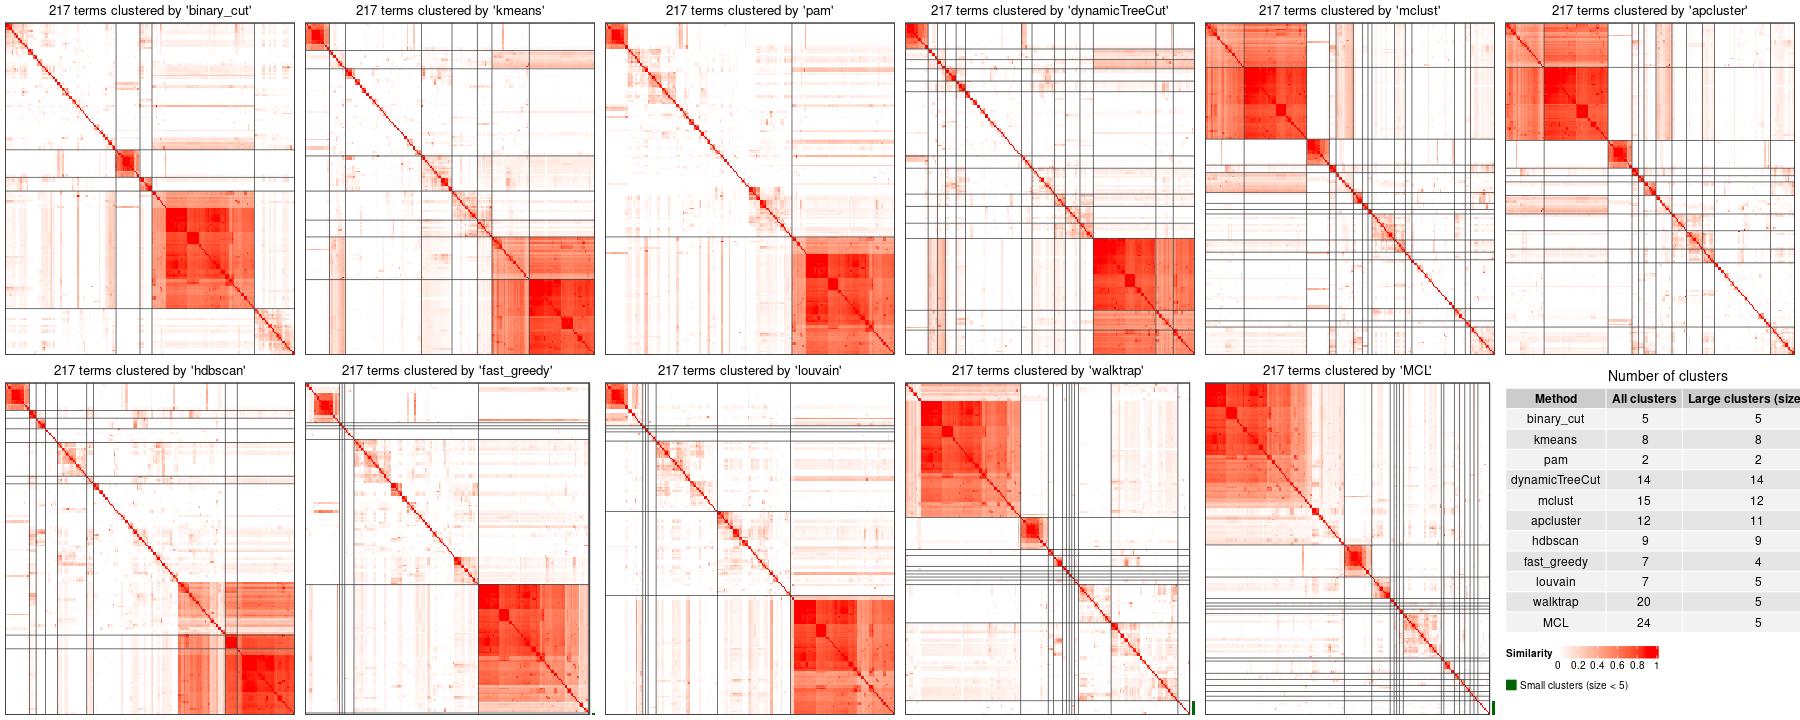 217 terms clustered by 'binary_cut'
217 terms clustered by 'kmeans'
217 terms clustered by 'pam'
217 terms clustered by 'dynamicTreeCut'
217 terms clustered by 'mclust'
217 terms clustered by 'apcluster'
217 terms clustered by 'hdbscan'
217 terms clustered by 'fast_greedy'
217 terms clustered by 'louvain'
217 terms clustered by 'walktrap'
217 terms clustered by 'MCL'
Number of clusters
Method All clusters Large clusters (size
binary_cut 5 5
kmeans 8 8
pam 2 2
dynamicTreeCut 14 14
mclust 15 12
apcluster 12 11
hdbscan 9 9
fast_greedy 7 4
louvain 7 5
walktrap 20 5
MCL 24 5
Similarity
0 0.2 0.4 0.6 0.8 1
Small clusters (size < 5)